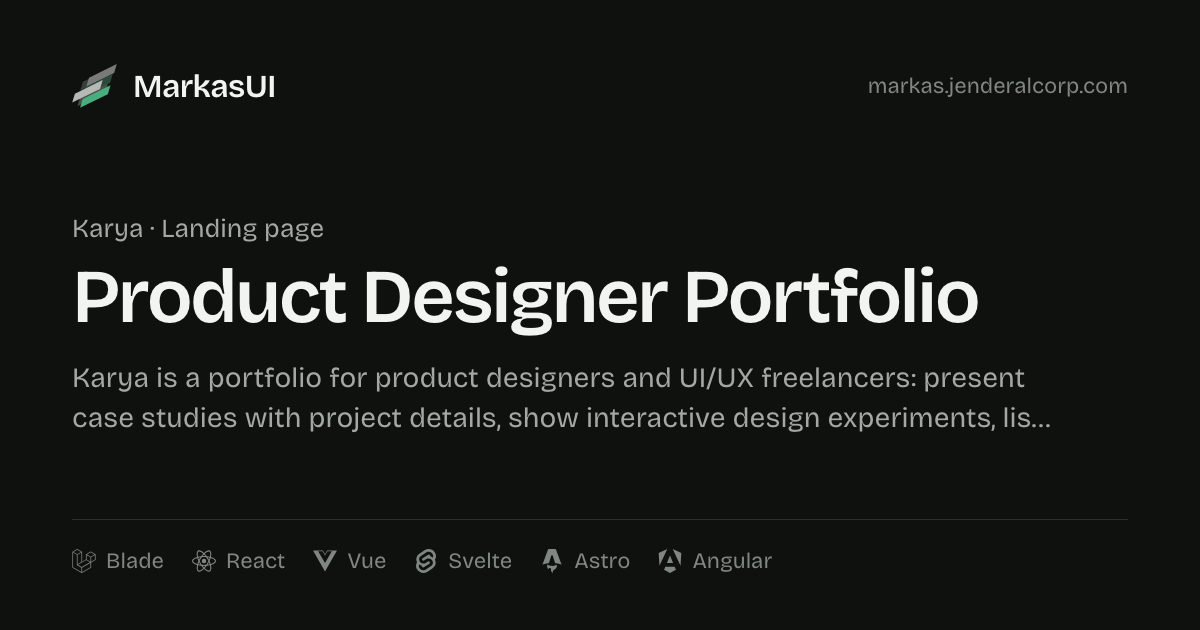 MarkasUI
markas.jenderalcorp.com
Karya · Landing page
Product Designer Portfolio
Karya is a portfolio for product designers and UI/UX freelancers: present
case studies with project details, show interactive design experiments, lis...
Blade React Vue Svelte Astro Angular